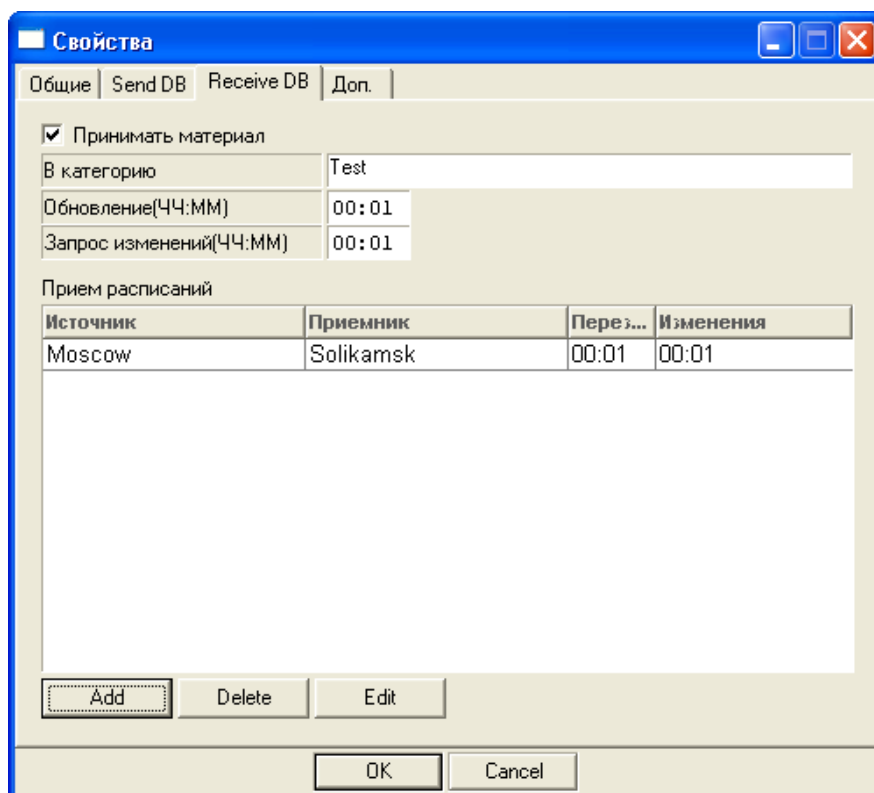 Свойства
Общие Send DB Receive DB Доп.
Принимать материал
В категорию Test
Обновление(ЧЧ:ММ) 00:01
Запрос изменений(ЧЧ:ММ) 00:01
Прием расписаний
Источник Приемник Перез... Изменения
Moscow Solikamsk 00:01 00:01
Add Delete Edit
OK Cancel